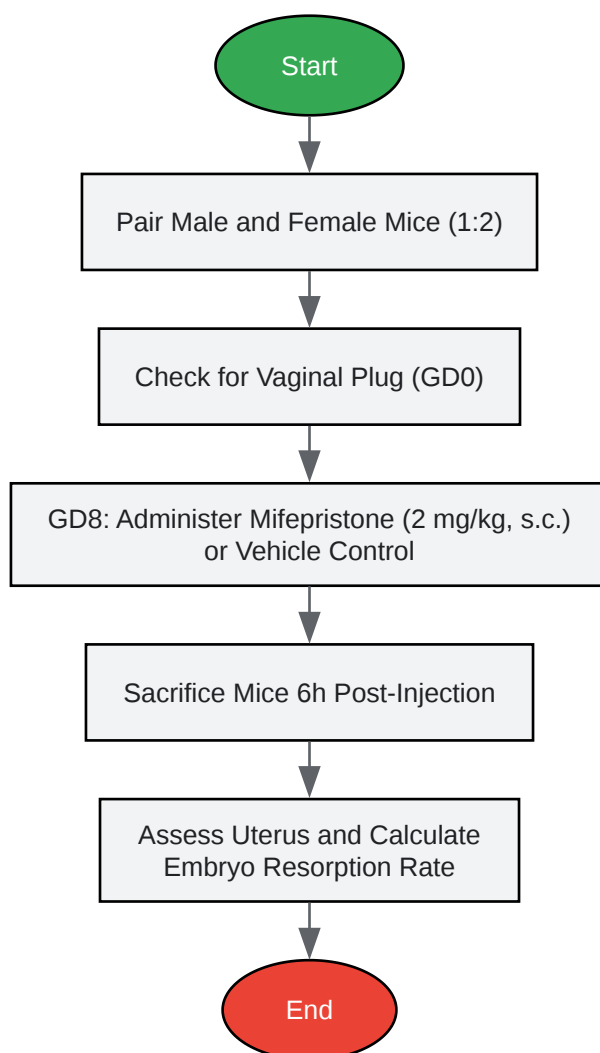 Start
Pair Male and Female Mice (1:2)
Check for Vaginal Plug (GD0)
GD8: Administer Mifepristone (2 mg/kg, s.c.)
or Vehicle Control
Sacrifice Mice 6h Post-Injection
Assess Uterus and Calculate
Embryo Resorption Rate
End